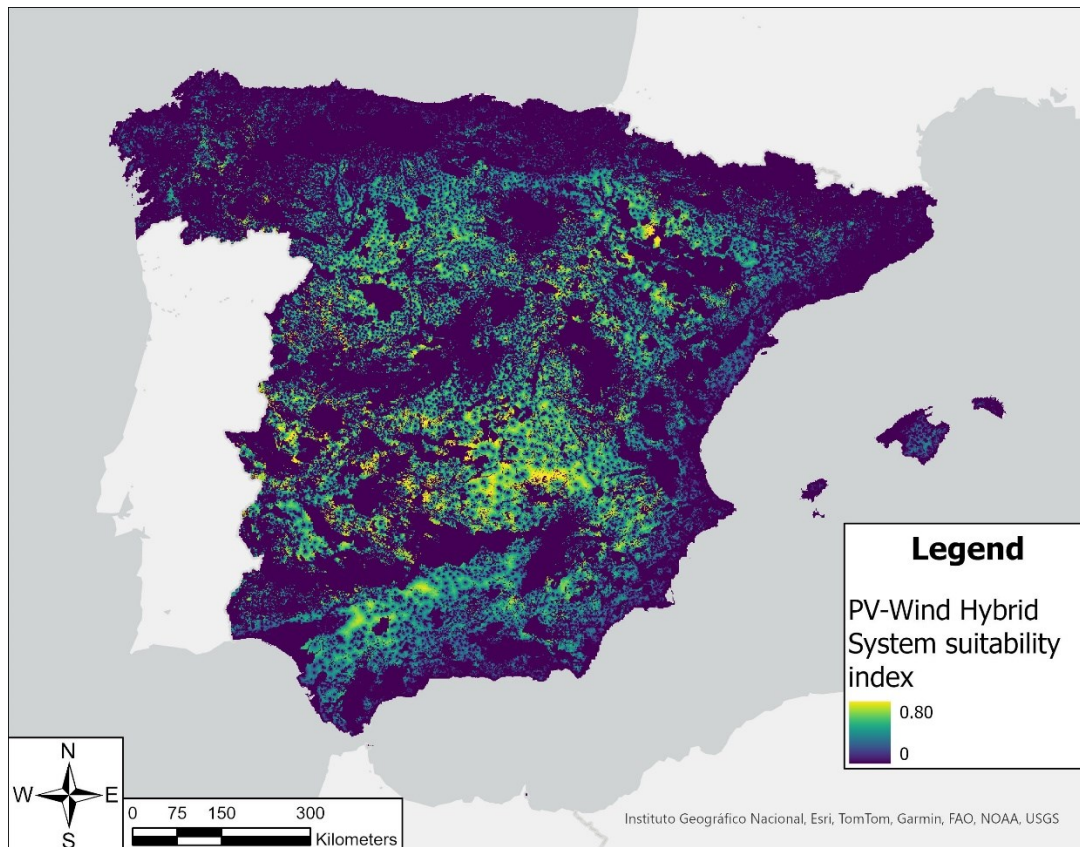 Legend
PV-Wind Hybrid
System suitability
index
0.80
0
N
W E
S
0 75 150 300
Kilometers
Instituto Geográfico Nacional, Esri, TomTom, Garmin, FAO, NOAA, USGS